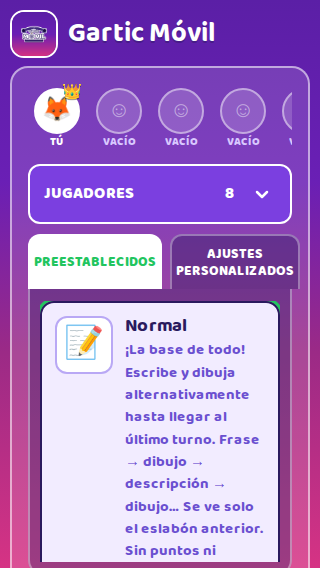 Gartic Móvil
TÚ
VACÍO
VACÍO
VACÍO
JUGADORES 8
PREESTABLECIDOS
AJUSTES
PERSONALIZADOS
Normal
¡La base de todo!
Escribe y dibuja
alternativamente
hasta llegar al
último turno. Frase
→ dibujo →
descripción →
dibujo... Se ve solo
el eslabón anterior.
Sin puntos ni